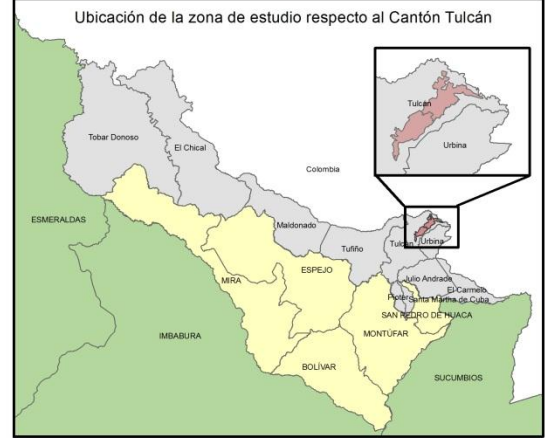 Ubicación de la zona de estudio respecto al Cantón Tulcán
Tulcán
Urbina
Tobar Donoso
El Chical
Colombia
ESMERALDAS
Maldonado
Tufiño
Tulcán
Urbina
MIRA
ESPEJO
Julio Andrade
El Carmelo
Pioter
Santa Martha de Cuba
SAN PEDRO DE HUACA
IMBABURA
MONTÚFAR
BOLÍVAR
SUCUMBIOS